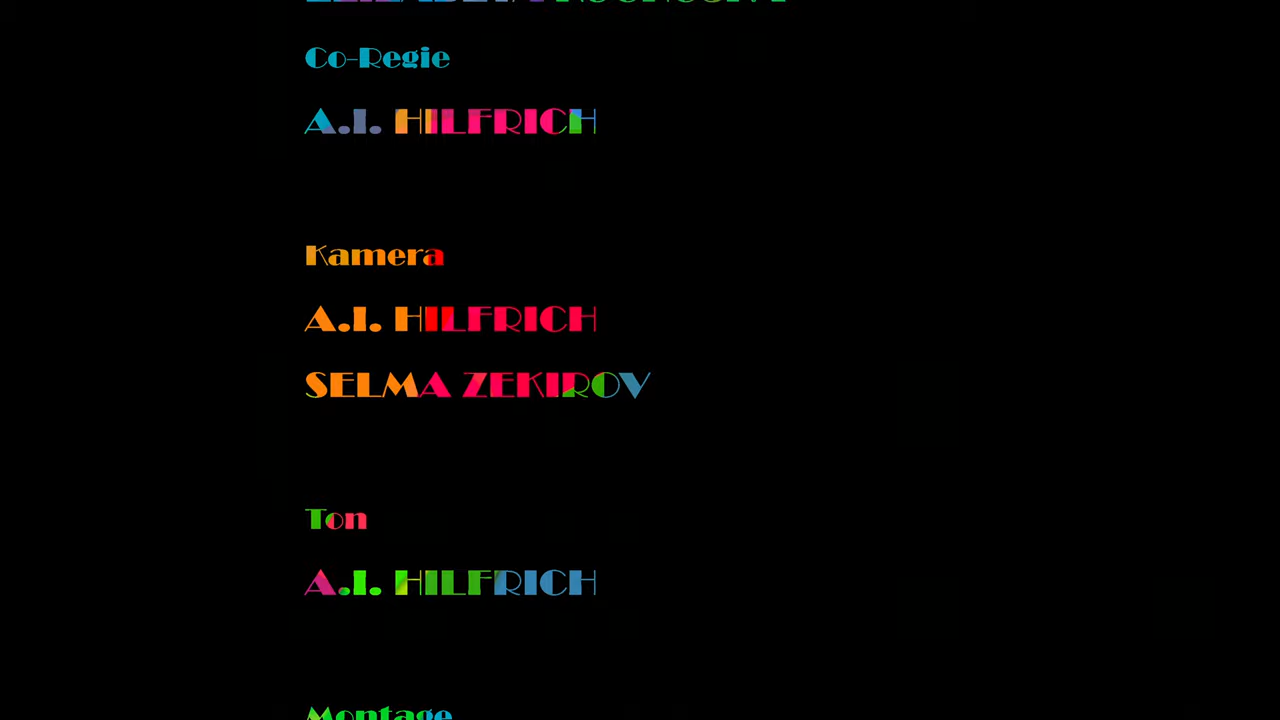 Co-Regie
A.I. HILFRICH
Kamera
A.I. HILFRICH
SELMA ZEKIROV
Ton
A.I. HILFRICH
Montage